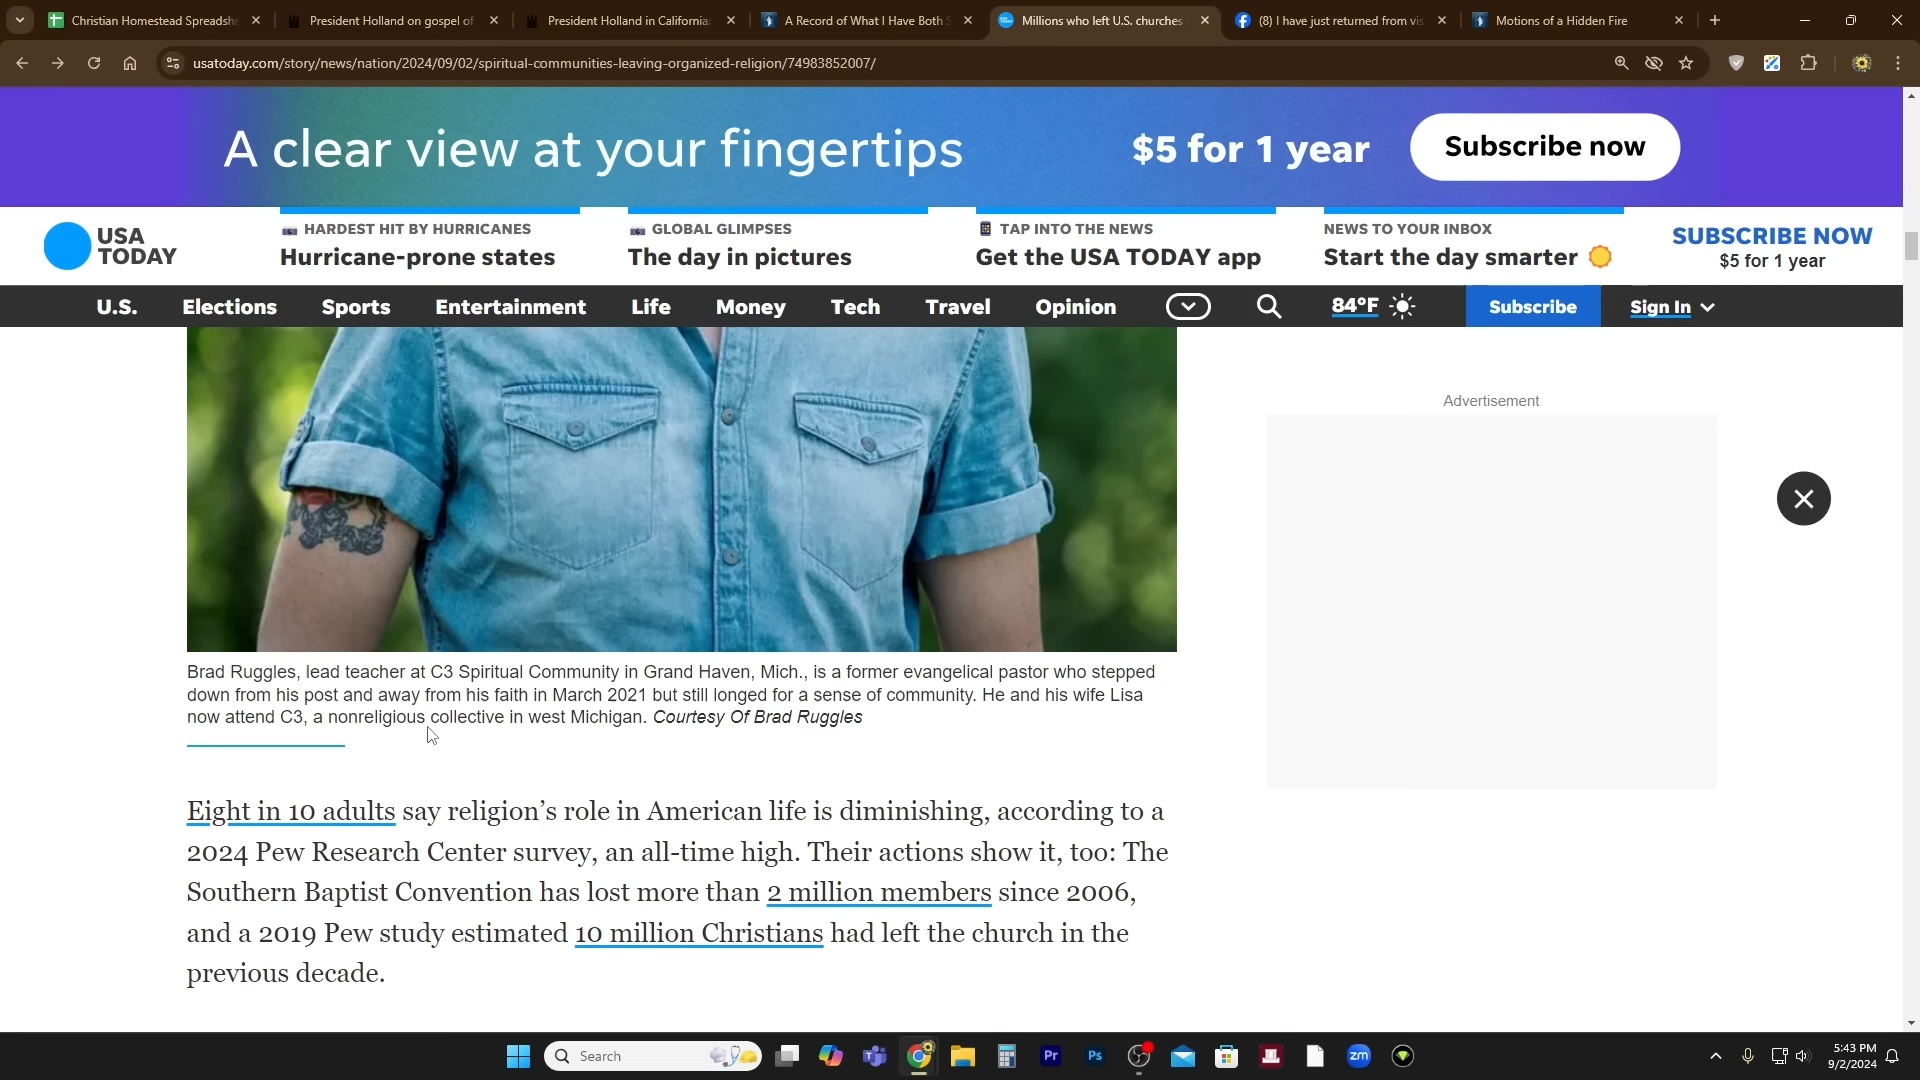 Christian Homestead Spreadshe
President Holland on gospel of
President Holland in California:
A Record of What I Have Both S
Millions who left U.S. churches
(8) I have just returned from vis
Motions of a Hidden Fire
usatoday.com/story/news/nation/2024/09/02/spiritual-communities-leaving-organized-religion/74983852007/
A clear view at your fingertips
$5 for 1 year
Subscribe now
USA
TODAY
HARDEST HIT BY HURRICANES
Hurricane-prone states
GLOBAL GLIMPSES
The day in pictures
TAP INTO THE NEWS
Get the USA TODAY app
NEWS TO YOUR INBOX
Start the day smarter
SUBSCRIBE NOW
$5 for 1 year
U.S. Elections Sports Entertainment Life Money Tech Travel Opinion 84°F Subscribe Sign In
Advertisement
Brad Ruggles, lead teacher at C3 Spiritual Community in Grand Haven, Mich., is a former evangelical pastor who stepped
down from his post and away from his faith in March 2021 but still longed for a sense of community. He and his wife Lisa
now attend C3, a nonreligious collective in west Michigan. Courtesy Of Brad Ruggles
Eight in 10 adults say religion’s role in American life is diminishing, according to a
2024 Pew Research Center survey, an all-time high. Their actions show it, too: The
Southern Baptist Convention has lost more than 2 million members since 2006,
and a 2019 Pew study estimated 10 million Christians had left the church in the
previous decade.
Search
Pr
Ps
zm
5:43 PM
9/2/2024